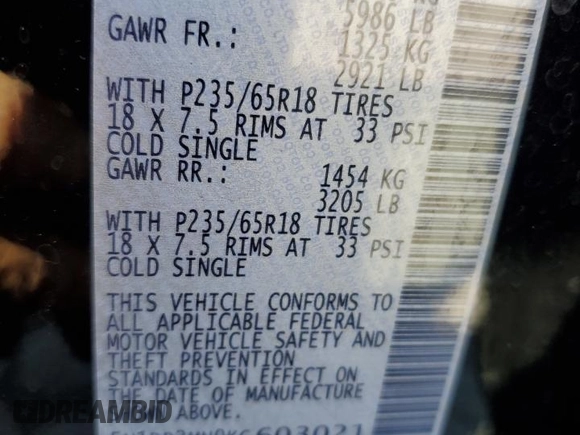 5986 LB
GAWR FR.: 1325 KG
2921 LB
WITH P235/65R18 TIRES
18 X 7.5 RIMS AT 33 PSI
COLD SINGLE
GAWR RR.: 1454 KG
3205 LB
WITH P235/65R18 TIRES
18 X 7.5 RIMS AT 33 PSI
COLD SINGLE
THIS VEHICLE CONFORMS TO
ALL APPLICABLE FEDERAL
MOTOR VEHICLE SAFETY AND
THEFT PREVENTION
STANDARDS IN EFFECT ON
THE DATE OF MANUFACTURE
ABOVE.
DREAMBID